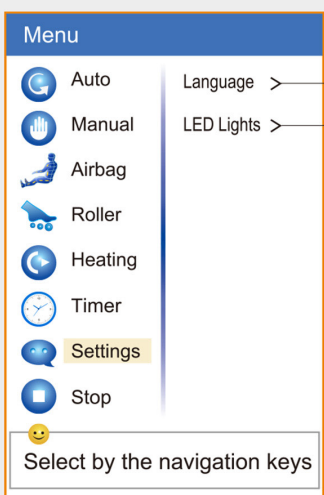 Menu
Auto
Manual
Airbag
Roller
Heating
Timer
Settings
Stop
Language >
LED Lights >
Select by the navigation keys